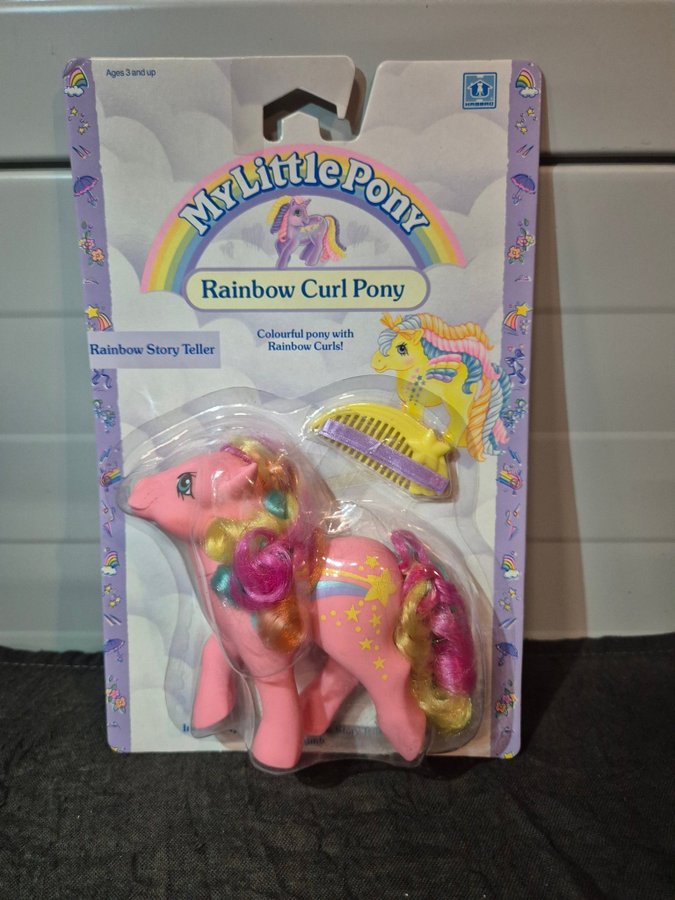 Ages 3 and up
HASBRO
My Little Pony
Rainbow Curl Pony
Rainbow Story Teller
Colourful pony with
Rainbow Curls!